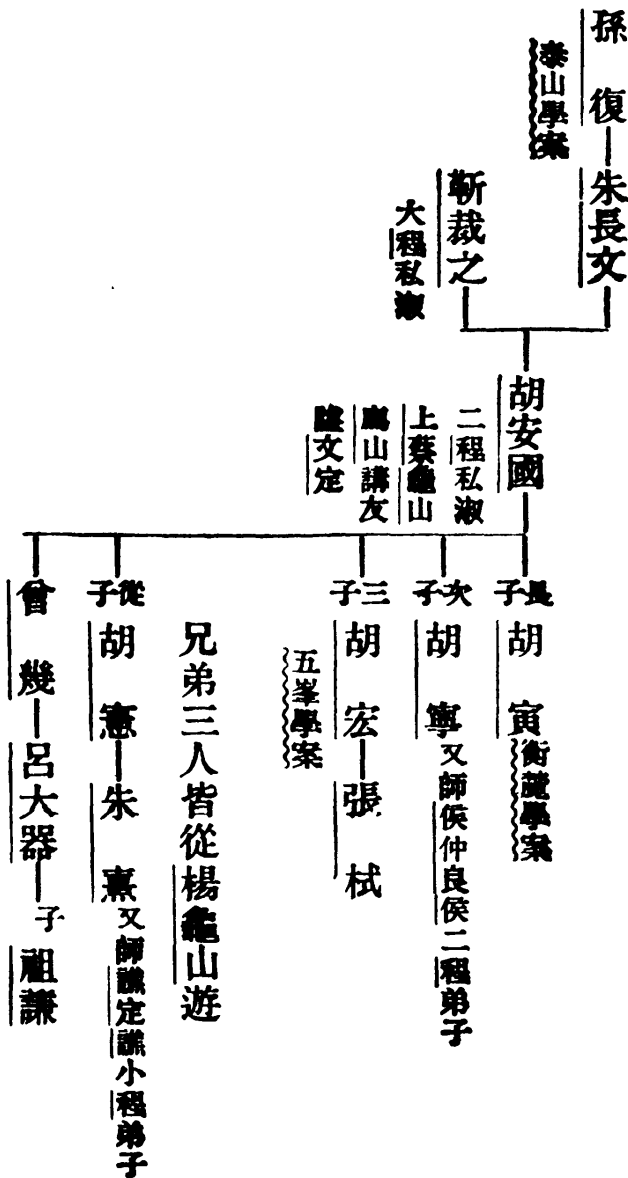 孫復
泰山學案
朱長文
靳裁之
大程私淑
胡安國
二程私淑
上蔡龜山
廌山講友
諡文定
長子
胡寅
衡麓學案
次子
胡寧
又師侯仲良侯二程弟子
三子
胡宏
五峯學案
張栻
兄弟三人皆從楊龜山遊
從子
胡憲
朱熹
又師譙定譙小程弟子
曾幾
呂大器
子
祖謙